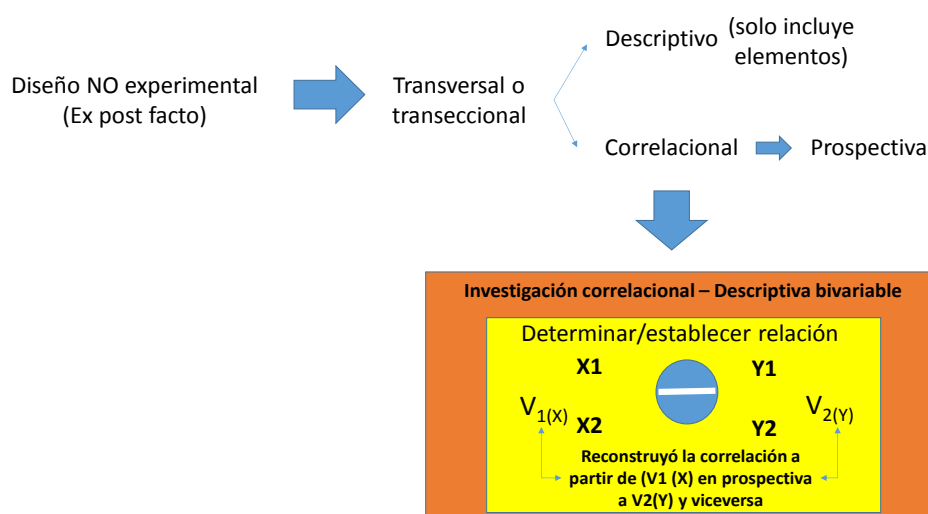 Descriptivo (solo incluye
elementos)
Diseño NO experimental
(Ex post facto)
Transversal o
transeccional
Correlacional
Prospectiva
Investigación correlacional – Descriptiva bivariable
Determinar/establecer relación
X1
Y1
V1(X)
V2(Y)
X2
Y2
Reconstruyó la correlación a
partir de (V1 (X) en prospectiva
a V2(Y) y viceversa